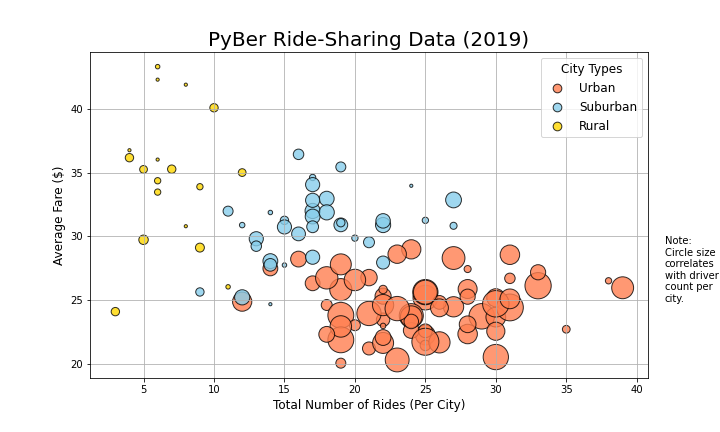 PyBer Ride-Sharing Data (2019)
City Types
Urban
Suburban
Rural
Average Fare ($)
40
35
30
25
20
5
10
15
20
25
30
35
40
Total Number of Rides (Per City)
Note:
Circle size
correlates
with driver
count per
city.